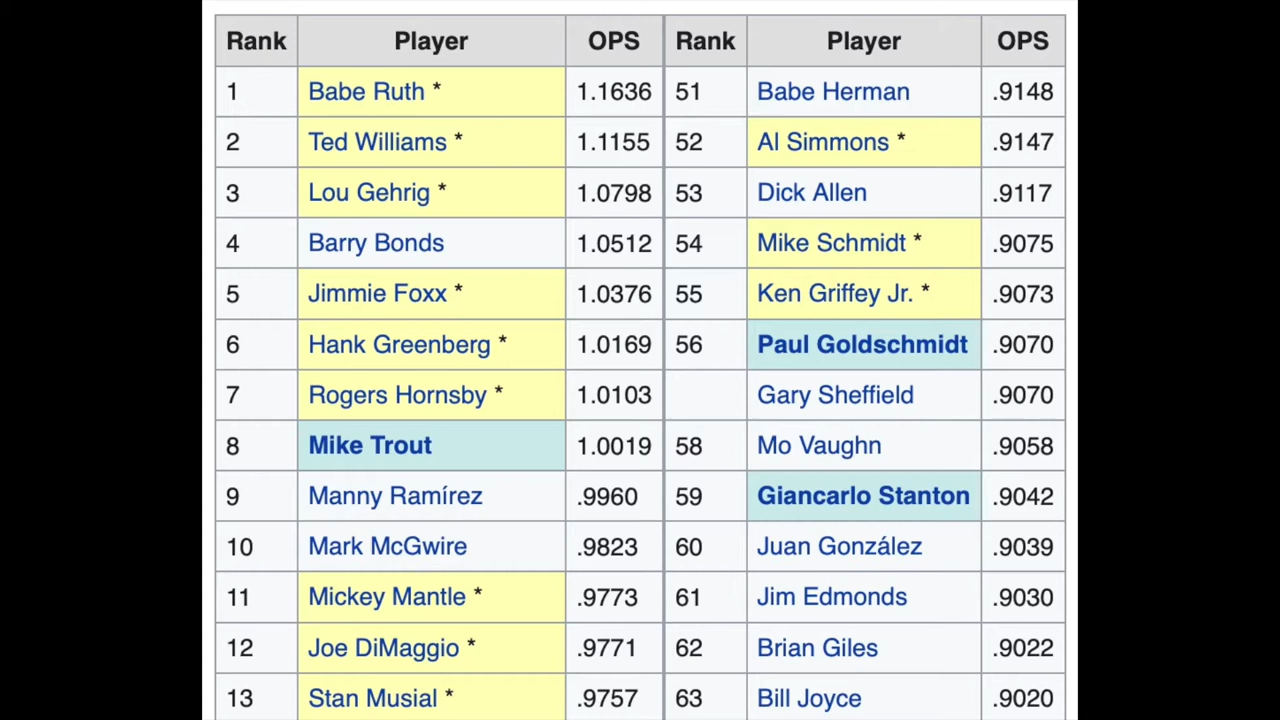 Rank Player OPS Rank Player OPS
1 Babe Ruth * 1.1636 51 Babe Herman .9148
2 Ted Williams * 1.1155 52 Al Simmons * .9147
3 Lou Gehrig * 1.0798 53 Dick Allen .9117
4 Barry Bonds 1.0512 54 Mike Schmidt * .9075
5 Jimmie Foxx * 1.0376 55 Ken Griffey Jr. * .9073
6 Hank Greenberg * 1.0169 56 Paul Goldschmidt .9070
7 Rogers Hornsby * 1.0103 Gary Sheffield .9070
8 Mike Trout 1.0019 58 Mo Vaughn .9058
9 Manny Ramírez .9960 59 Giancarlo Stanton .9042
10 Mark McGwire .9823 60 Juan González .9039
11 Mickey Mantle * .9773 61 Jim Edmonds .9030
12 Joe DiMaggio * .9771 62 Brian Giles .9022
13 Stan Musial * .9757 63 Bill Joyce .9020